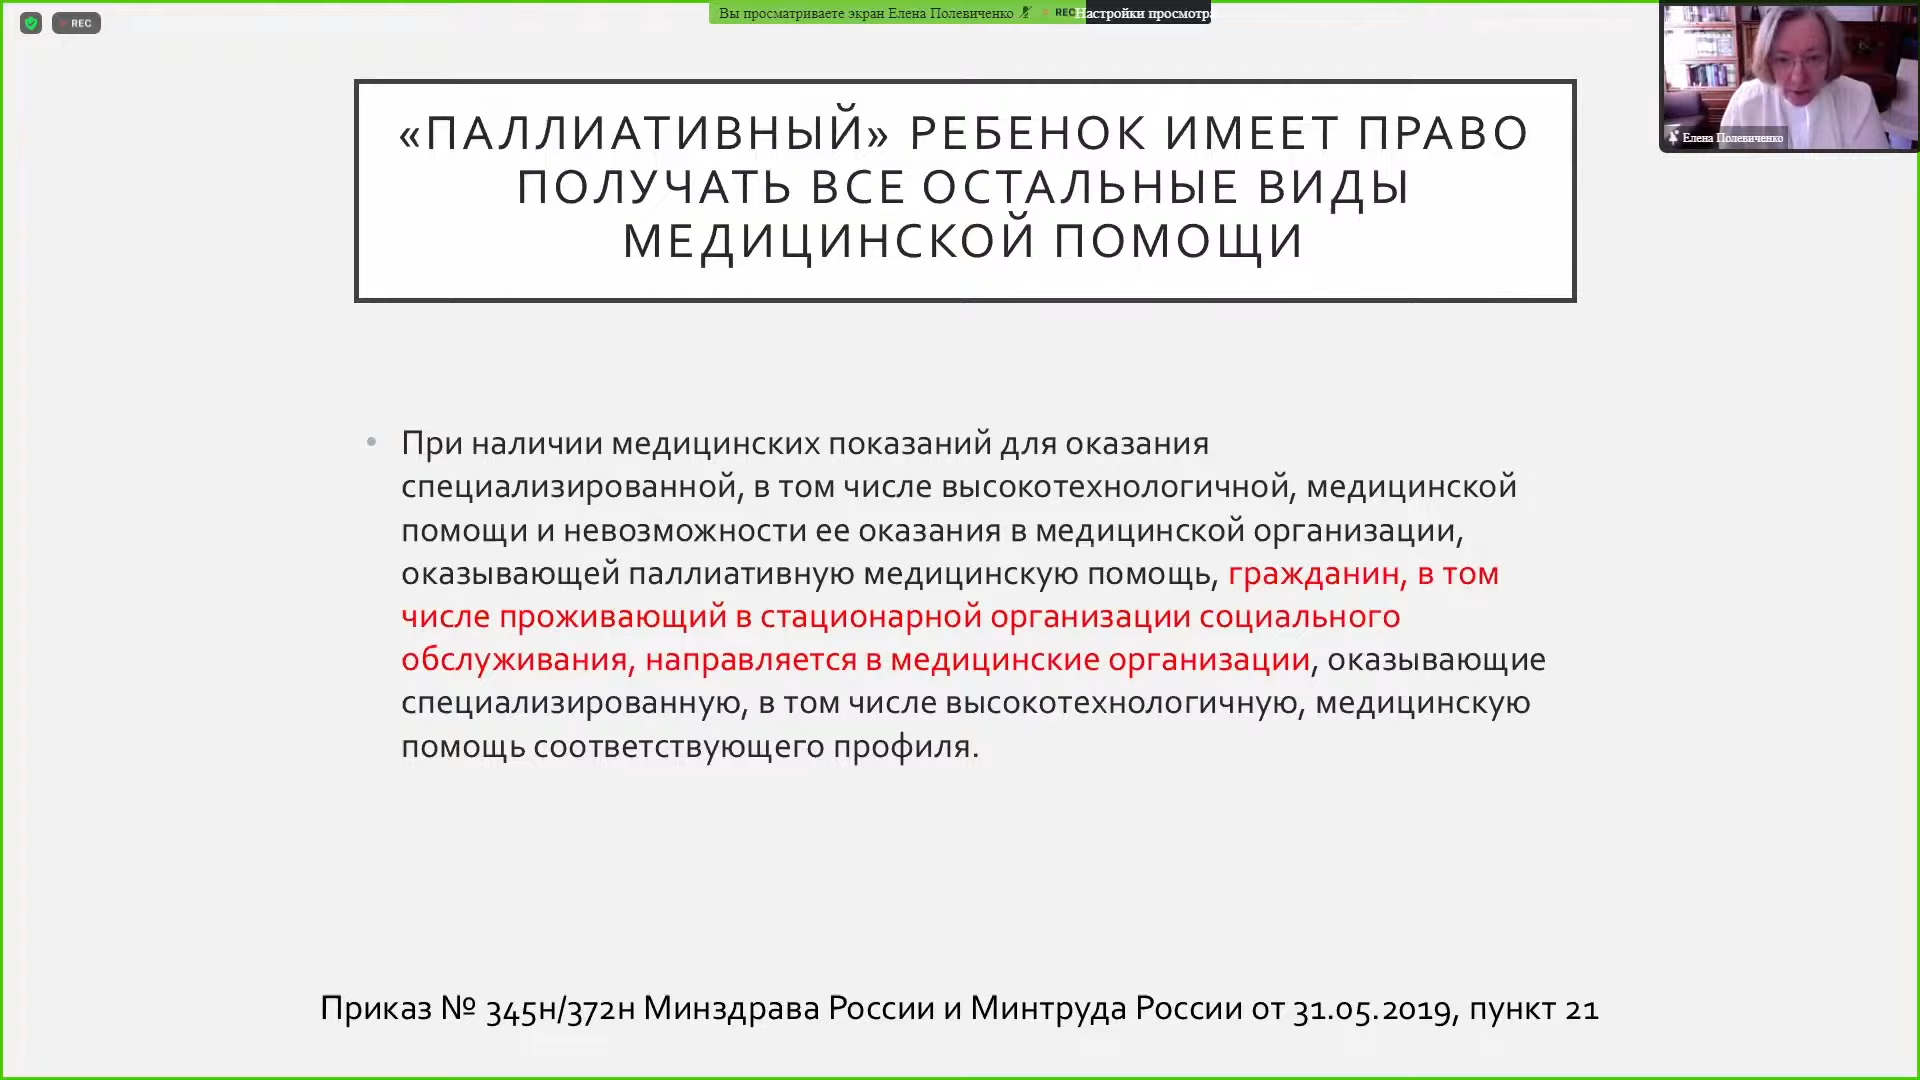 REC
Вы просматриваете экран Елена Полевиченко
REC
Настройки просмотра
Елена Полевиченко
«ПАЛЛИАТИВНЫЙ» РЕБЕНОК ИМЕЕТ ПРАВО
ПОЛУЧАТЬ ВСЕ ОСТАЛЬНЫЕ ВИДЫ
МЕДИЦИНСКОЙ ПОМОЩИ
• При наличии медицинских показаний для оказания
специализированной, в том числе высокотехнологичной, медицинской
помощи и невозможности ее оказания в медицинской организации,
оказывающей паллиативную медицинскую помощь, гражданин, в том
числе проживающий в стационарной организации социального
обслуживания, направляется в медицинские организации, оказывающие
специализированную, в том числе высокотехнологичную, медицинскую
помощь соответствующего профиля.
Приказ № 345н/372н Минздрава России и Минтруда России от 31.05.2019, пункт 21